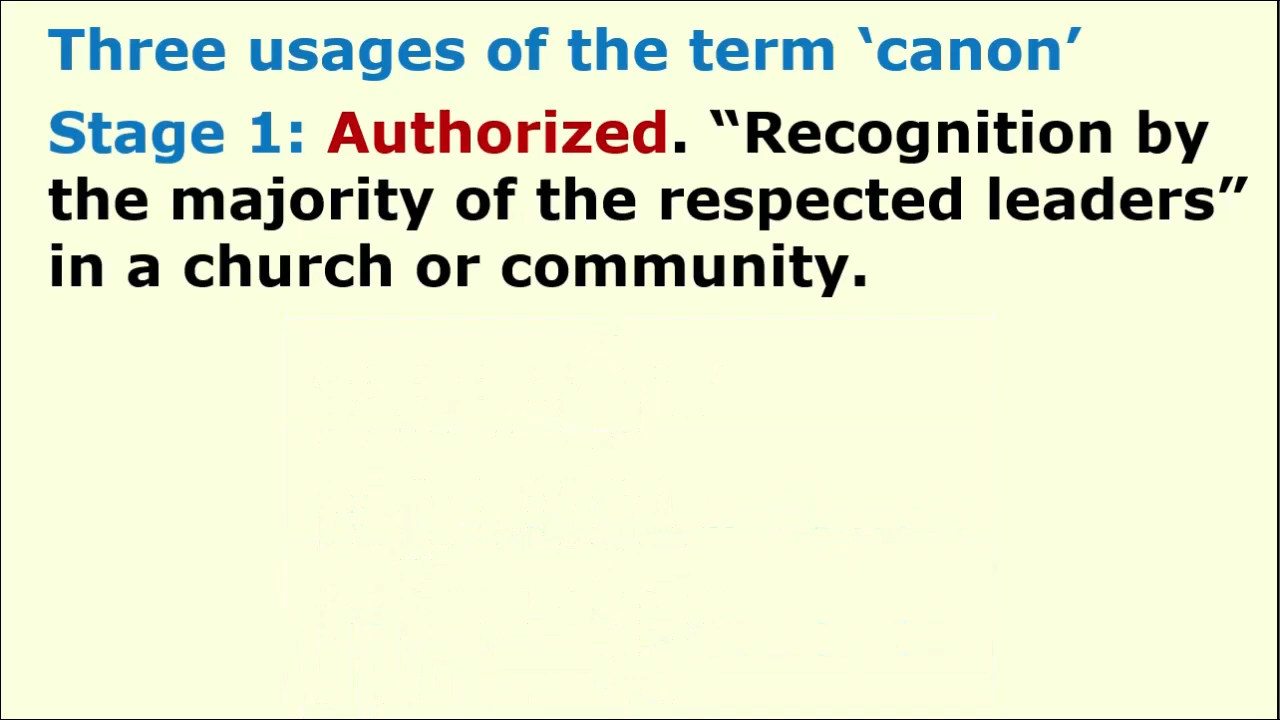 Three usages of the term ‘canon’
Stage 1: Authorized. “Recognition by
the majority of the respected leaders”
in a church or community.